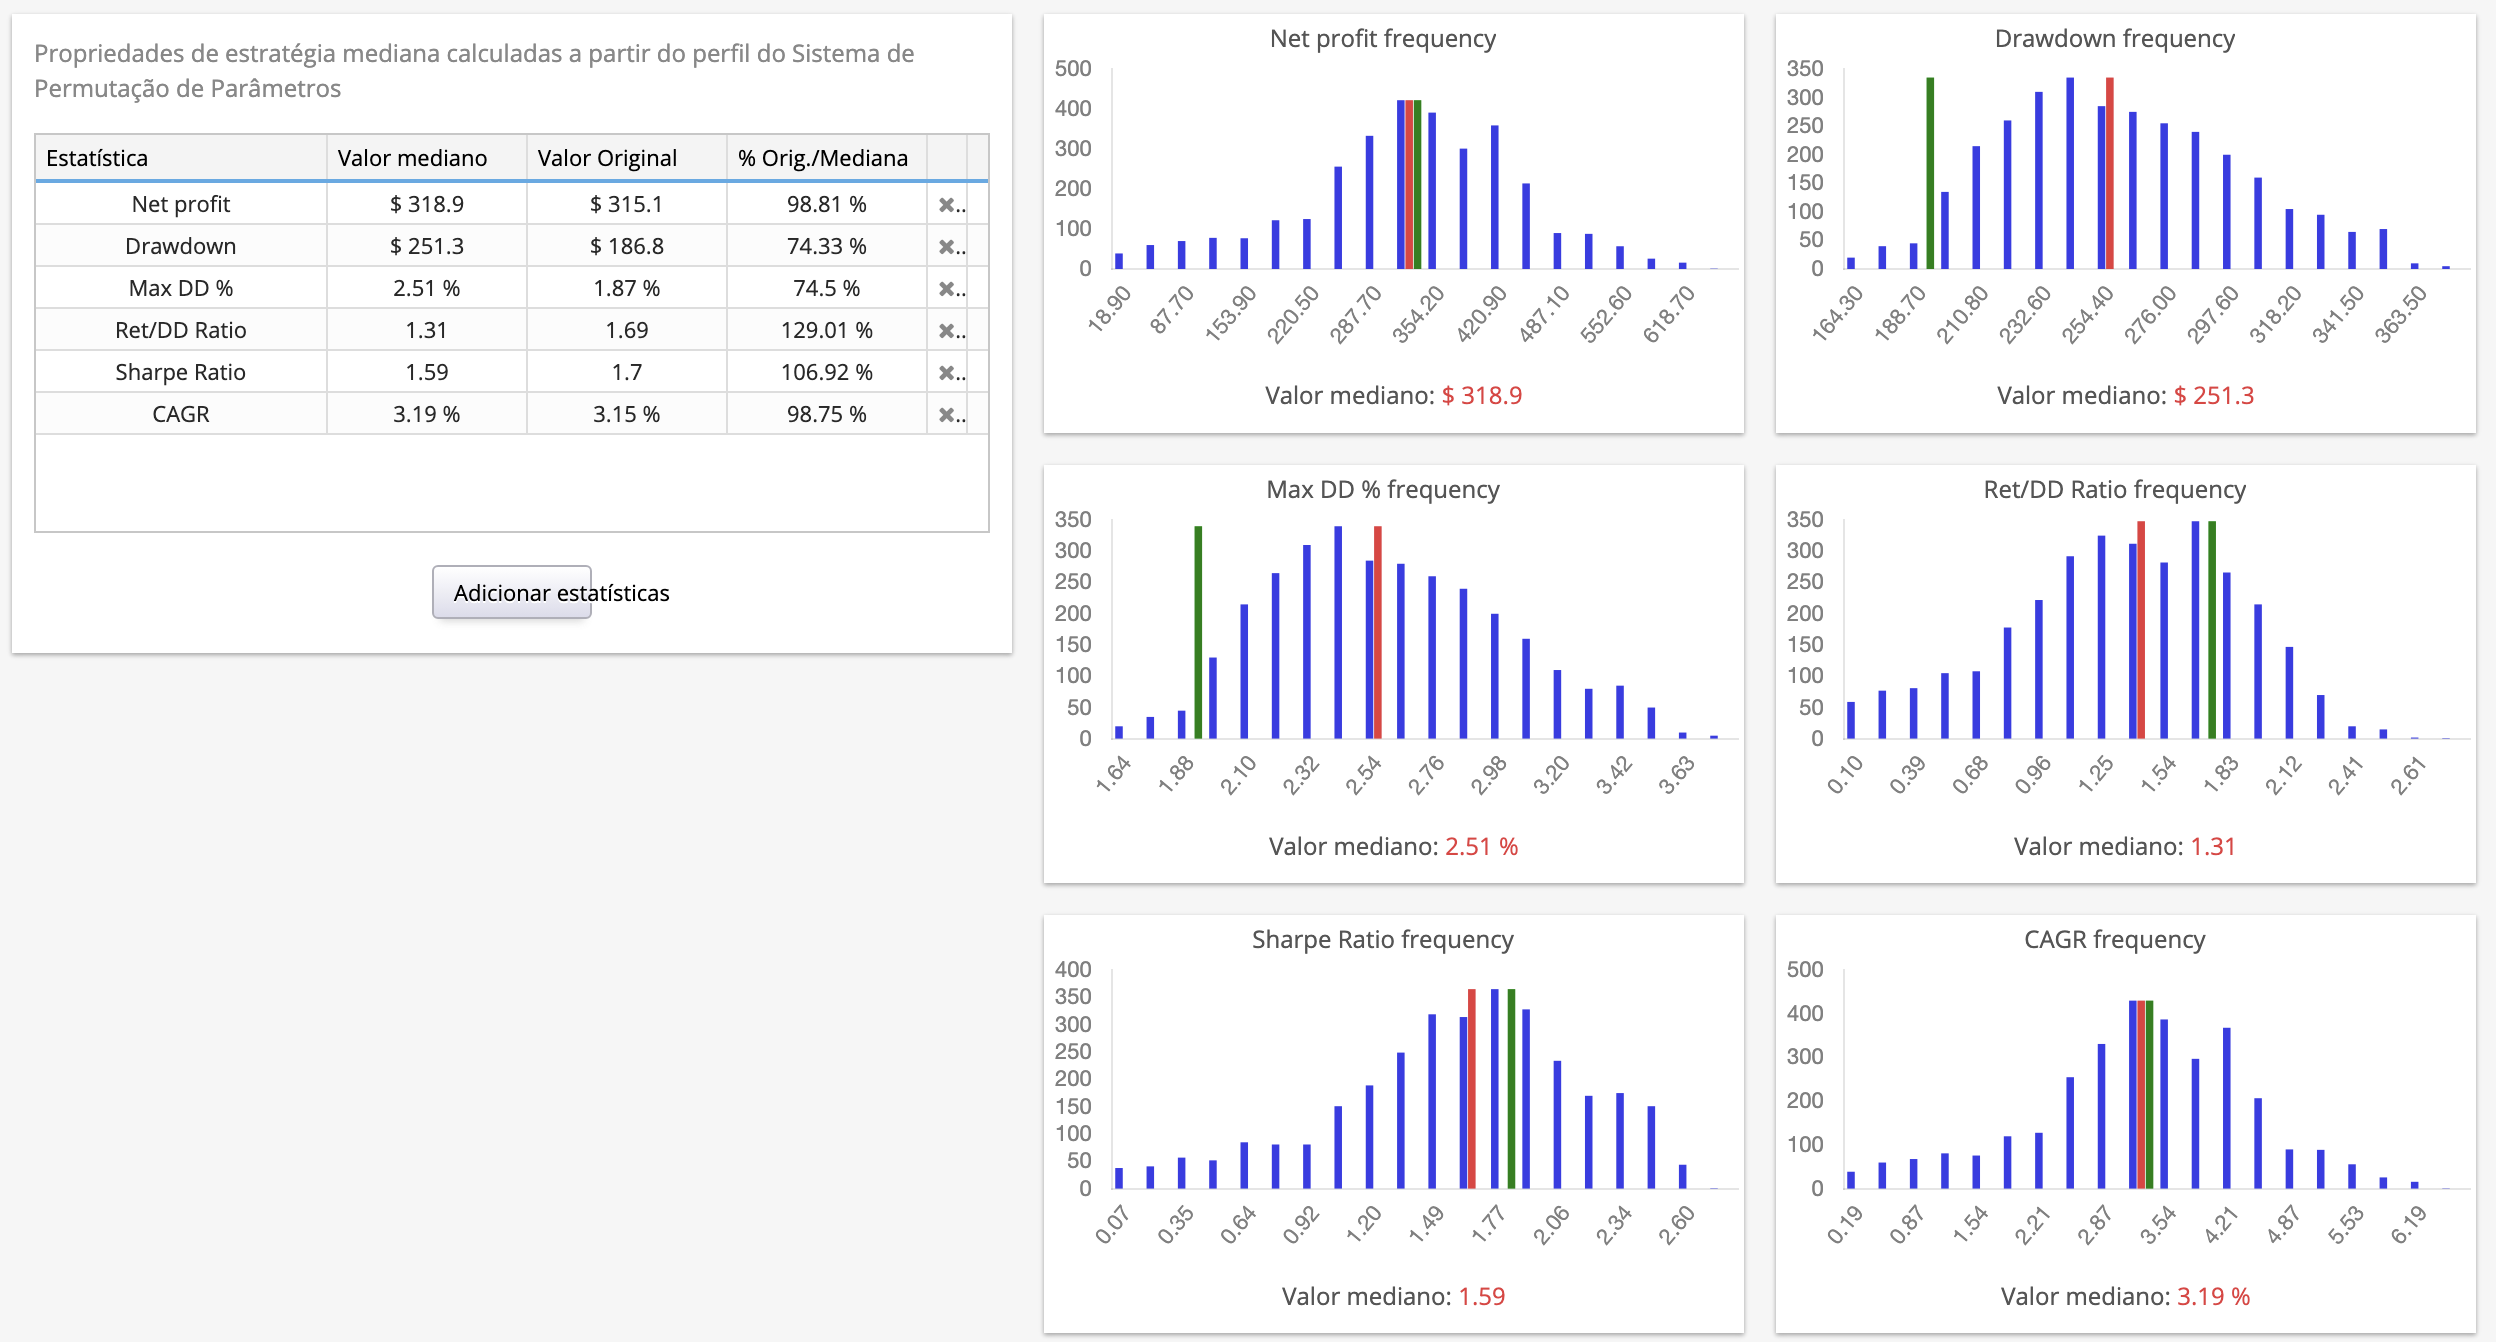 Propriedades de estratégia mediana calculadas a partir do perfil do Sistema de
Permutação de Parâmetros
Estatística Valor mediano Valor Original % Orig./Mediana
Net profit $ 318.9 $ 315.1 98.81 % ✖..
Drawdown $ 251.3 $ 186.8 74.33 % ✖..
Max DD % 2.51 % 1.87 % 74.5 % ✖..
Ret/DD Ratio 1.31 1.69 129.01 % ✖..
Sharpe Ratio 1.59 1.7 106.92 % ✖..
CAGR 3.19 % 3.15 % 98.75 % ✖..
Adicionar estatísticas
Net profit frequency
500
400
300
200
100
0
18.90 87.70 153.90 220.50 287.70 354.20 420.90 487.10 552.60 618.70
Valor mediano: $ 318.9
Drawdown frequency
350
300
250
200
150
100
50
0
164.30 188.70 210.80 232.60 254.40 276.00 297.60 318.20 341.50 363.50
Valor mediano: $ 251.3
Max DD % frequency
350
300
250
200
150
100
50
0
1.64 1.88 2.10 2.32 2.54 2.76 2.98 3.20 3.42 3.63
Valor mediano: 2.51 %
Ret/DD Ratio frequency
350
300
250
200
150
100
50
0
0.10 0.39 0.68 0.96 1.25 1.54 1.83 2.12 2.41 2.61
Valor mediano: 1.31
Sharpe Ratio frequency
400
350
300
250
200
150
100
50
0
0.07 0.35 0.64 0.92 1.20 1.49 1.77 2.06 2.34 2.60
Valor mediano: 1.59
CAGR frequency
500
400
300
200
100
0
0.19 0.87 1.54 2.21 2.87 3.54 4.21 4.87 5.53 6.19
Valor mediano: 3.19 %